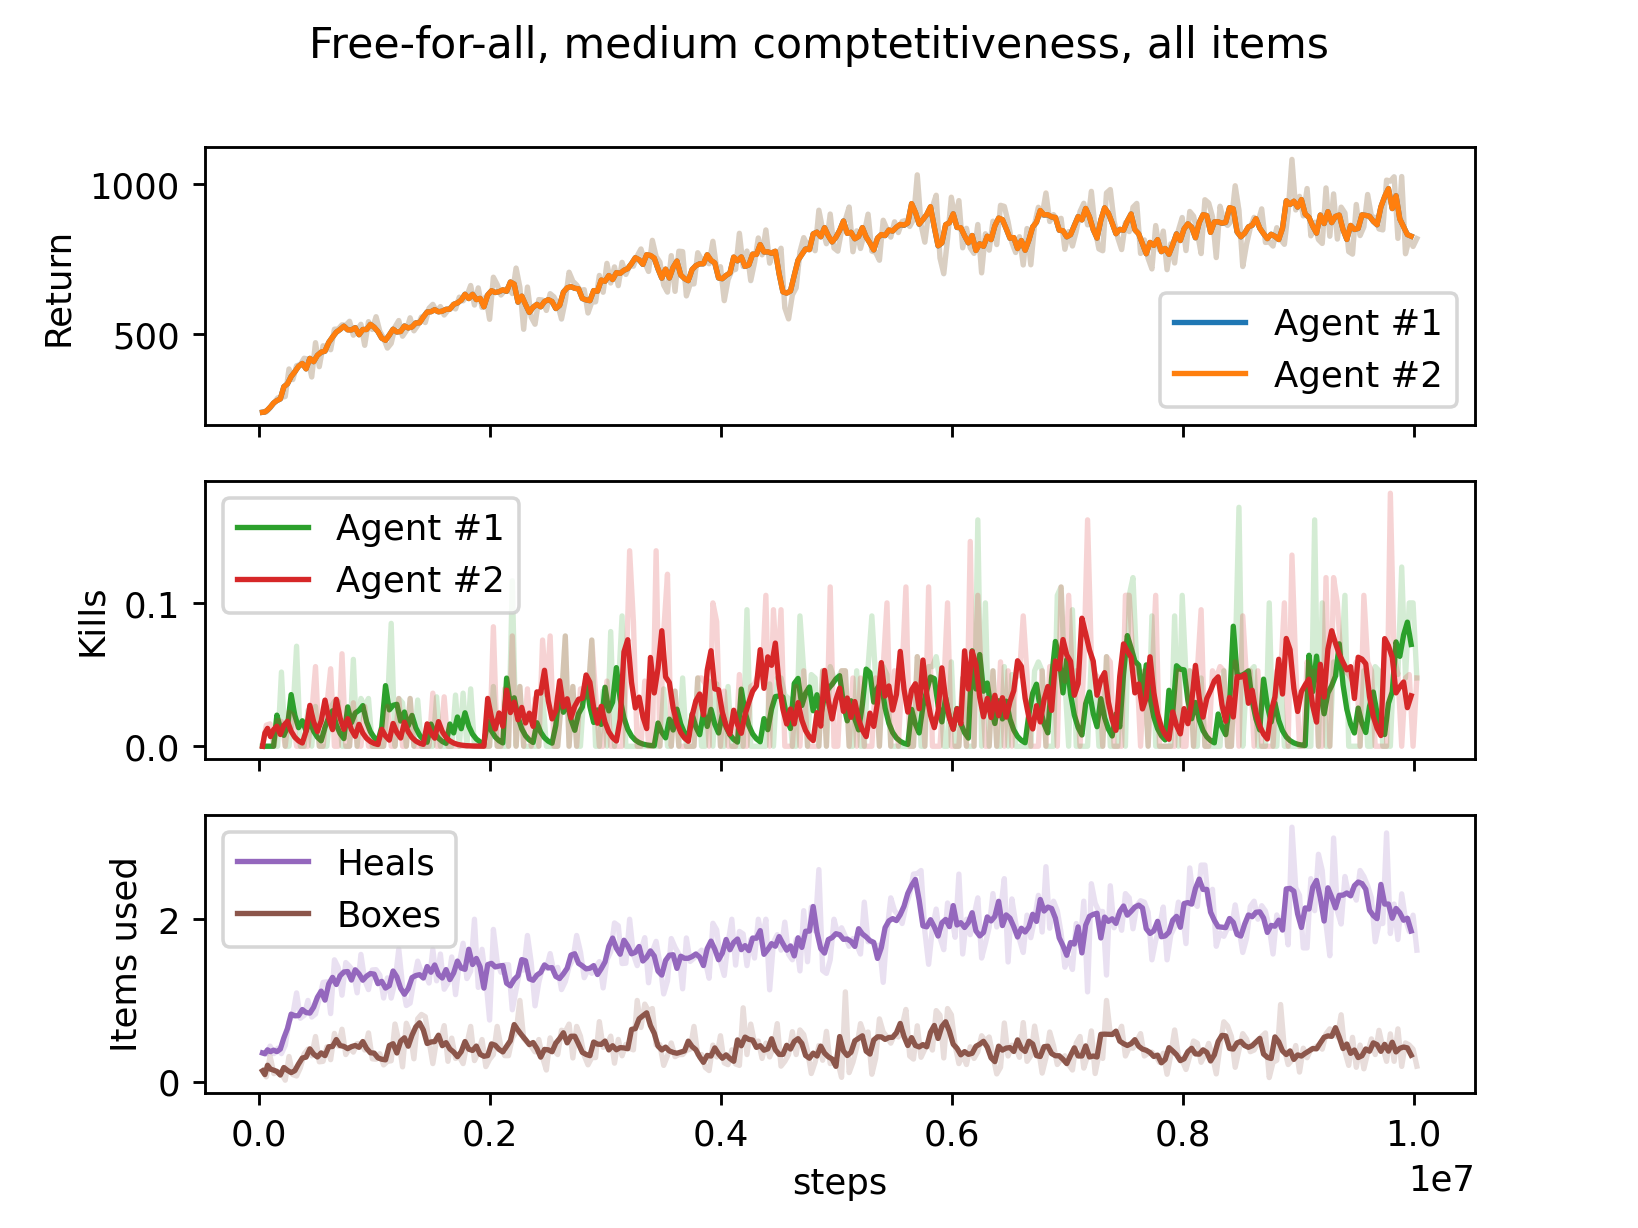 Free-for-all, medium comptetitiveness, all items
1000
500
Return
Agent #1
Agent #2
Agent #1
Agent #2
0.1
0.0
Kills
Heals
Boxes
2
0
Items used
0.0 0.2 0.4 0.6 0.8 1.0
1e7
steps